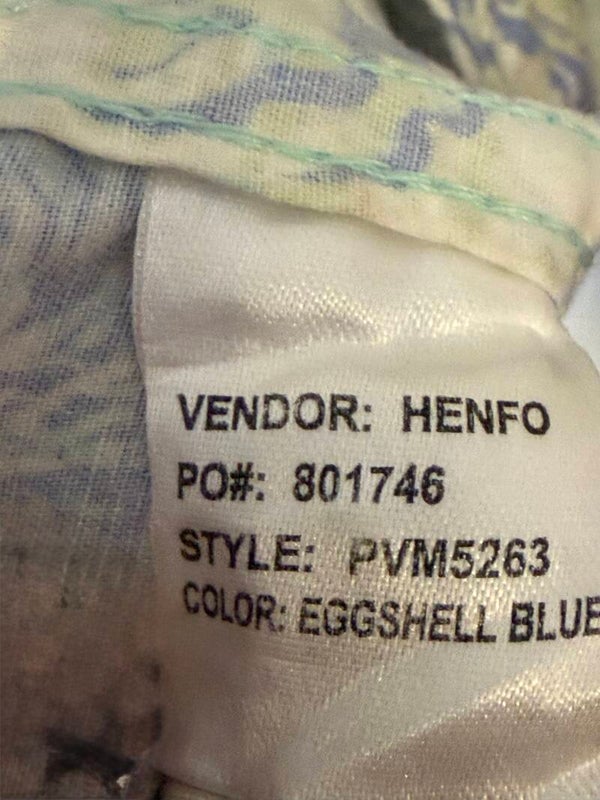 VENDOR: HENFO
PO#: 801746
STYLE: PVM5263
COLOR: EGGSHELL BLUE